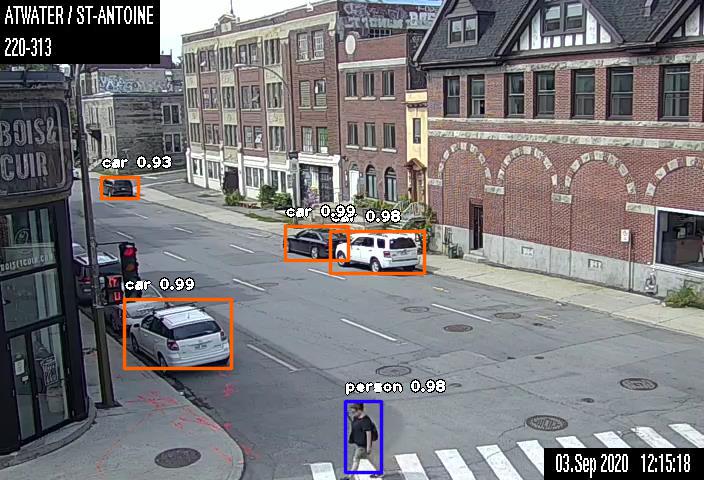 ATWATER / ST-ANTOINE
220-313
BOIS&
CUIR
car 0.93
car 0.99
car 0.98
car 0.99
person 0.98
03.Sep 2020 12:15:18